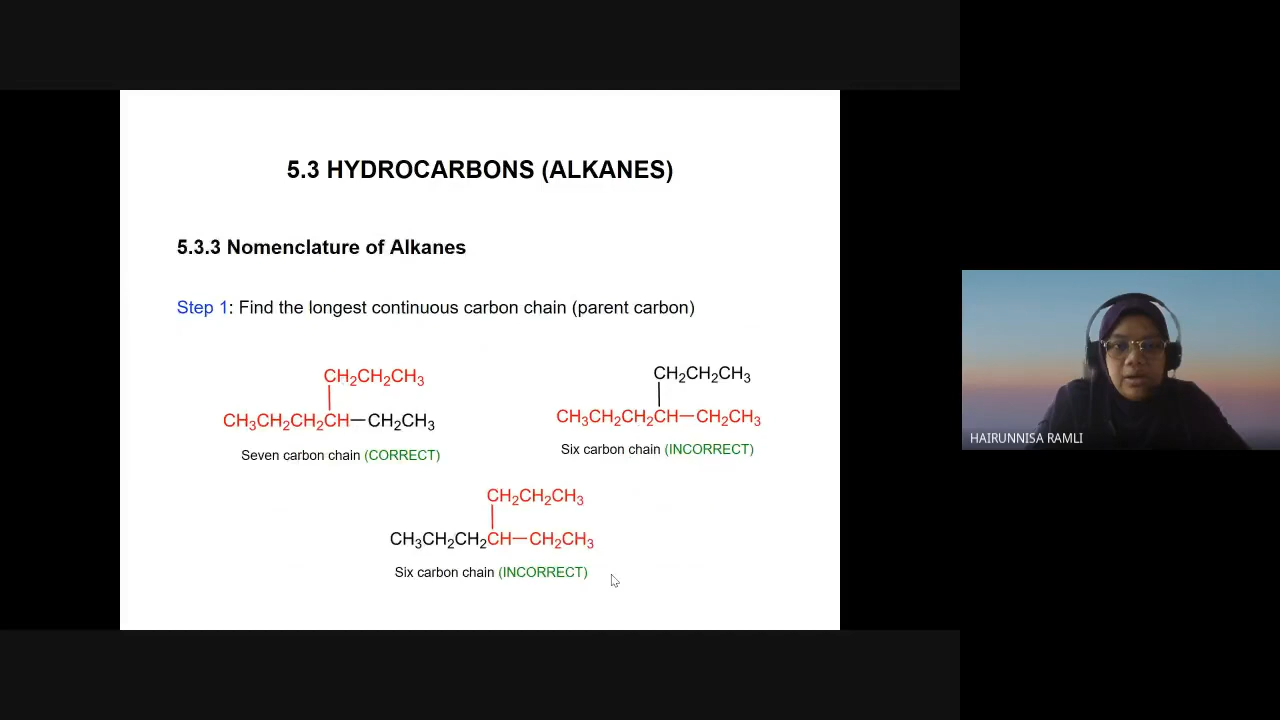 5.3 HYDROCARBONS (ALKANES)
5.3.3 Nomenclature of Alkanes
Step 1: Find the longest continuous carbon chain (parent carbon)
CH₂CH₂CH₃
CH₃CH₂CH₂CH—CH₂CH₃
Seven carbon chain (CORRECT)
CH₂CH₂CH₃
CH₃CH₂CH₂CH—CH₂CH₃
Six carbon chain (INCORRECT)
CH₂CH₂CH₃
CH₃CH₂CH₂CH—CH₂CH₃
Six carbon chain (INCORRECT)
HAIRUNNISA RAMLI